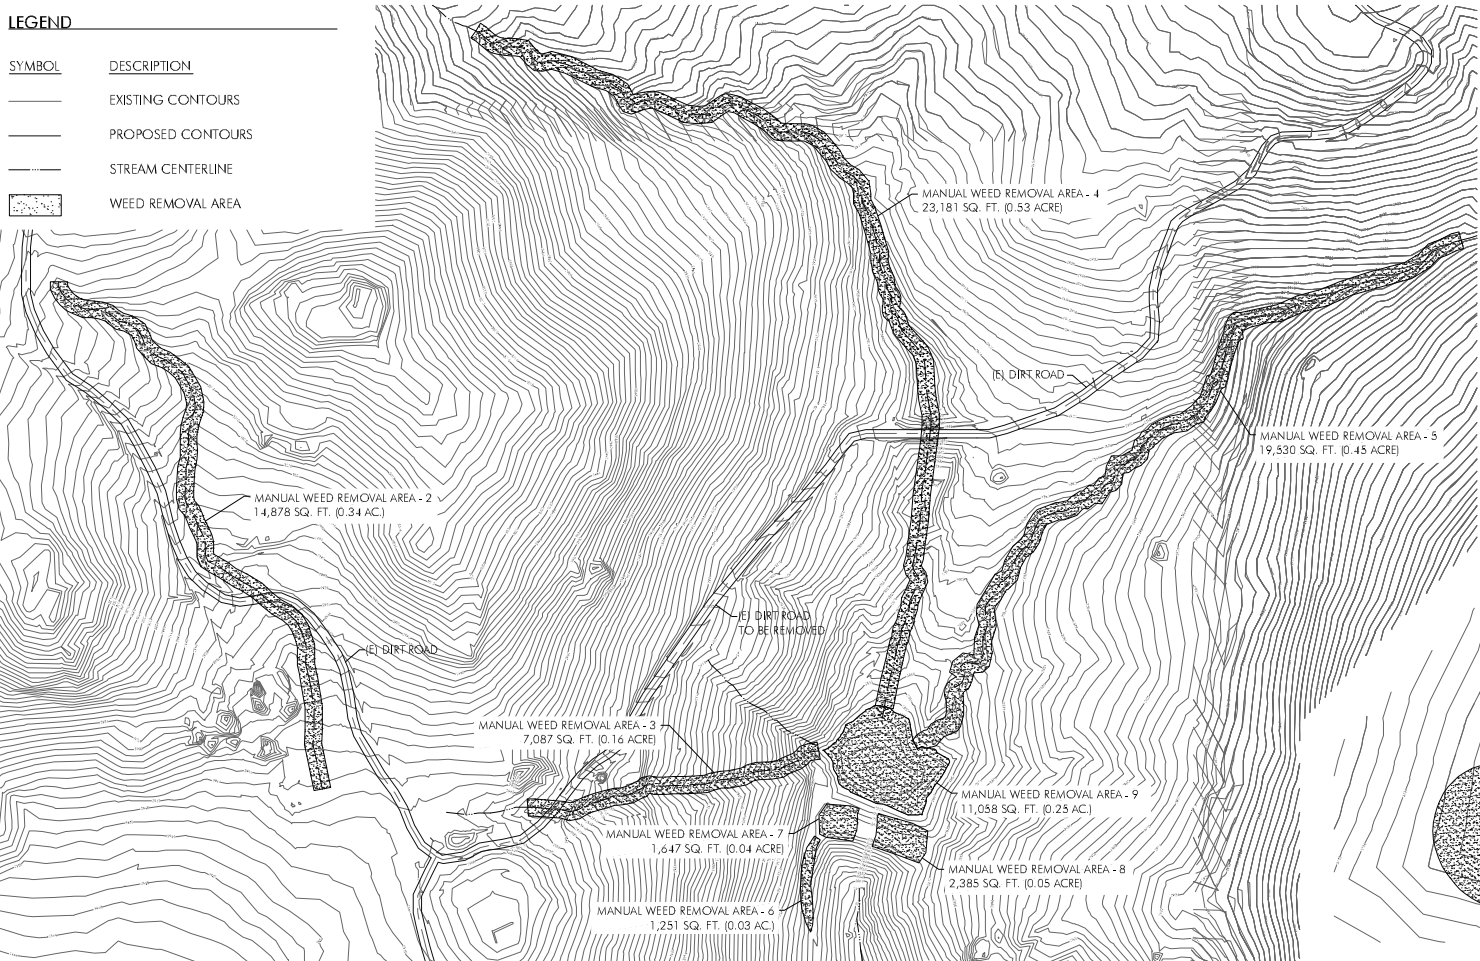 LEGEND
SYMBOL DESCRIPTION
EXISTING CONTOURS
PROPOSED CONTOURS
STREAM CENTERLINE
WEED REMOVAL AREA
MANUAL WEED REMOVAL AREA - 4
23,181 SQ. FT. (0.53 ACRE)
(E) DIRT ROAD
MANUAL WEED REMOVAL AREA - 5
19,530 SQ. FT. (0.45 ACRE)
MANUAL WEED REMOVAL AREA - 2
14,878 SQ. FT. (0.34 AC.)
(E) DIRT ROAD
TO BE REMOVED
(E) DIRT ROAD
MANUAL WEED REMOVAL AREA - 3
7,087 SQ. FT. (0.16 ACRE)
MANUAL WEED REMOVAL AREA - 9
11,058 SQ. FT. (0.25 AC.)
MANUAL WEED REMOVAL AREA - 7
1,647 SQ. FT. (0.04 ACRE)
MANUAL WEED REMOVAL AREA - 8
2,385 SQ. FT. (0.05 ACRE)
MANUAL WEED REMOVAL AREA - 6
1,251 SQ. FT. (0.03 AC.)